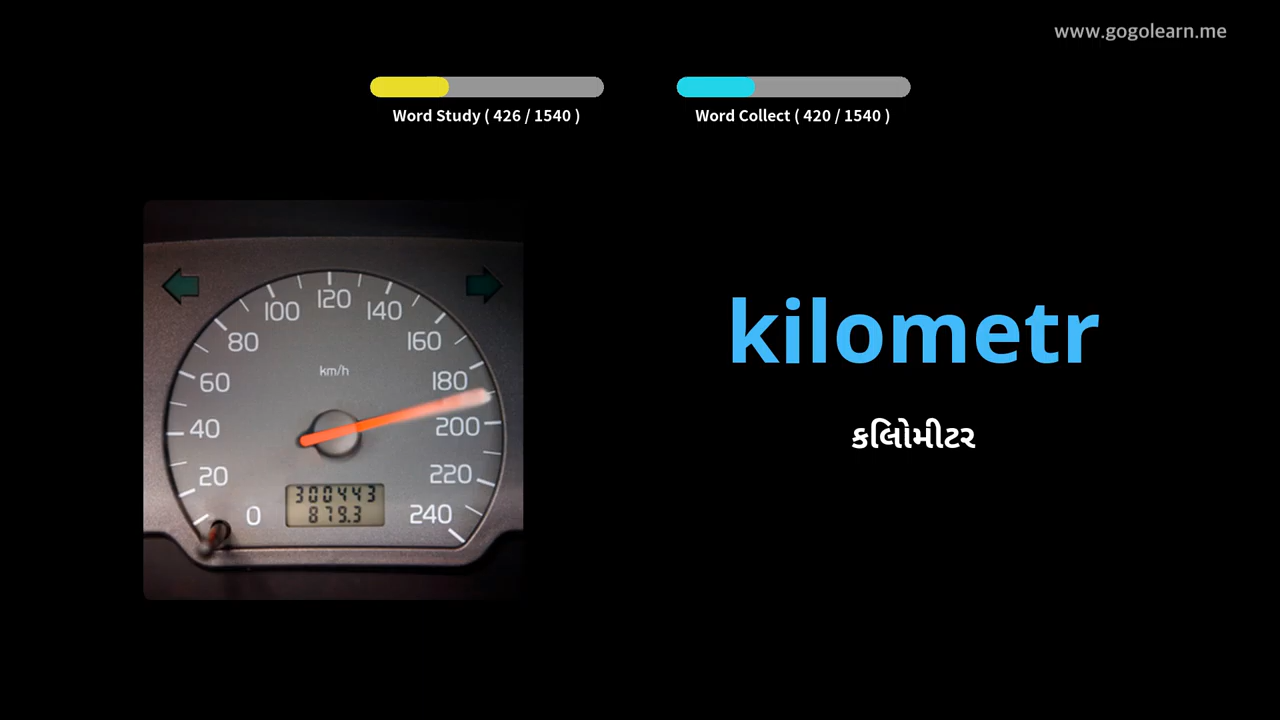 www.gogolearn.me
Word Study ( 426 / 1540 )
Word Collect ( 420 / 1540 )
100
120
140
80
160
km/h
60
180
40
200
20
220
0
240
300443
879.3
kilometr
કિલોમીટર